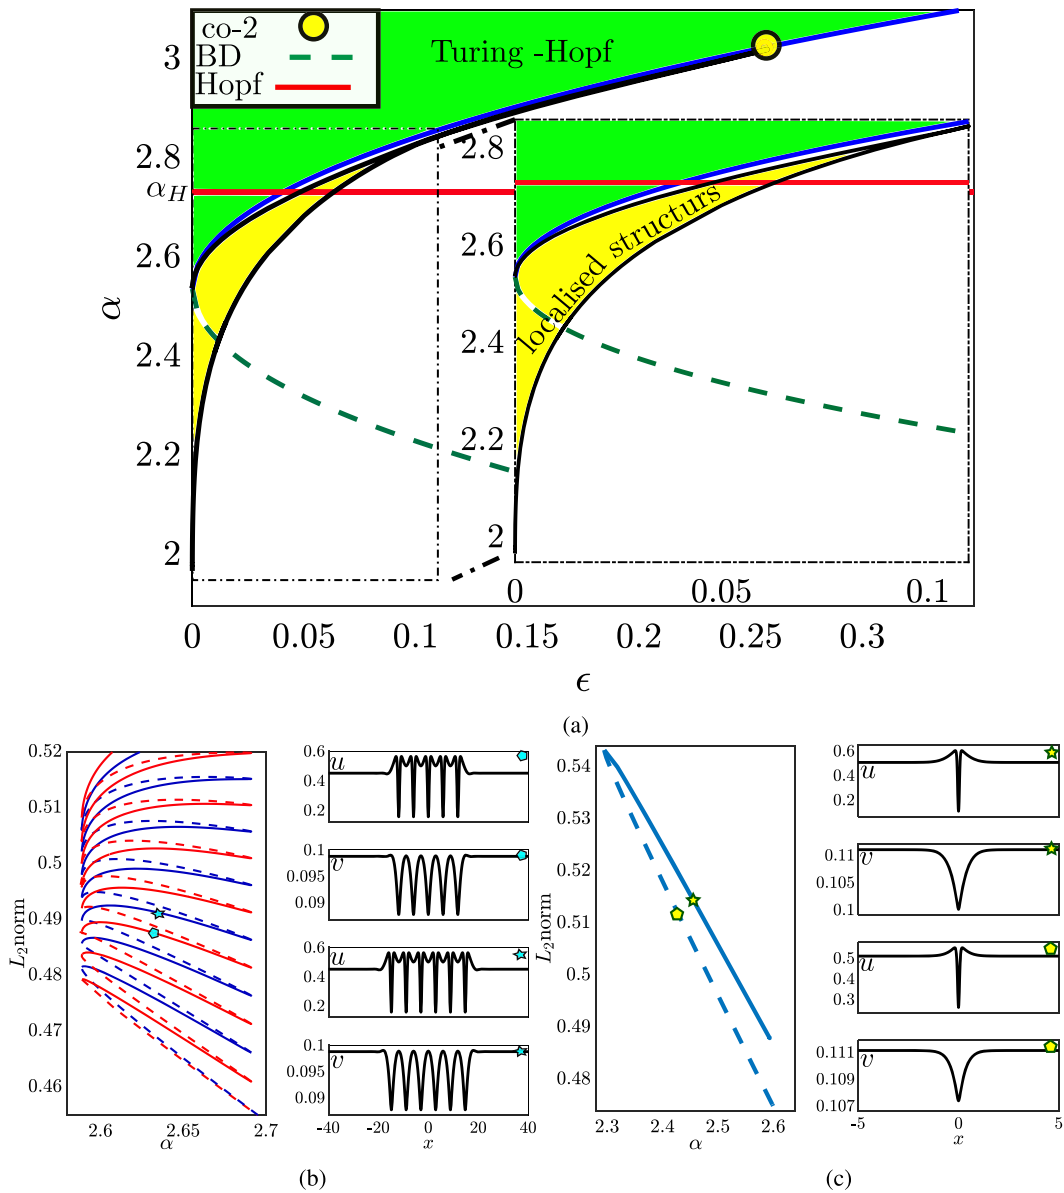 co-2
BD
Hopf
Turing -Hopf
3
2.8
α_H
2.6
2.4
2.2
2
α
2.8
2.6
2.4
2.2
2
localised structurs
0 0.05 0.1
0 0.05 0.1 0.15 0.2 0.25 0.3
ϵ
(a)
0.52
0.51
0.5
0.49
0.48
0.47
0.46
L₂norm
2.6 2.65 2.7
α
0.6
0.4
0.2
u
0.1
0.095
0.09
v
0.6
0.4
0.2
u
0.1
0.095
0.09
v
-40 -20 0 20 40
x
(b)
0.54
0.53
0.52
0.51
0.5
0.49
0.48
L₂norm
2.3 2.4 2.5 2.6
α
0.6
0.4
0.2
u
0.11
0.105
0.1
v
0.5
0.4
0.3
u
0.111
0.109
0.107
v
-5 0 5
x
(c)